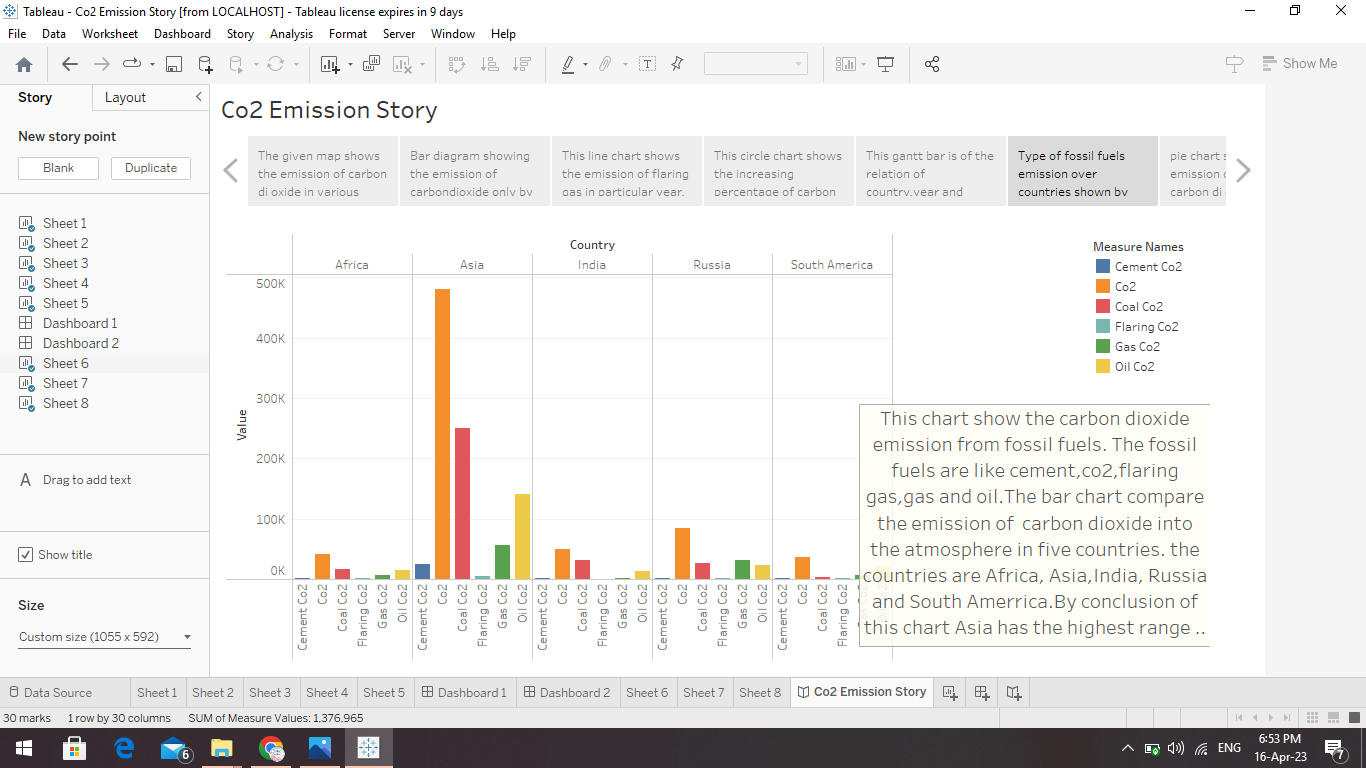 Tableau - Co2 Emission Story [from LOCALHOST] - Tableau license expires in 9 days
File Data Worksheet Dashboard Story Analysis Format Server Window Help
Show Me
Story Layout
New story point
Blank Duplicate
Sheet 1
Sheet 2
Sheet 3
Sheet 4
Sheet 5
Dashboard 1
Dashboard 2
Sheet 6
Sheet 7
Sheet 8
A Drag to add text
Show title
Size
Custom size (1055 x 592)
Co2 Emission Story
The given map shows
the emission of carbon
di oxide in various
Bar diagram showing
the emission of
carbondioxide only by
This line chart shows
the emission of flaring
gas in particular year.
This circle chart shows
the increasing
percentage of carbon
This gantt bar is of the
relation of
country,year and
Type of fossil fuels
emission over
countries shown by
pie chart
emission
carbon di
Country
Africa Asia India Russia South America
Value
500K
400K
300K
200K
100K
0K
Cement Co2 Co2 Coal Co2 Flaring Co2 Gas Co2 Oil Co2
Cement Co2 Co2 Coal Co2 Flaring Co2 Gas Co2 Oil Co2
Cement Co2 Co2 Coal Co2 Flaring Co2 Gas Co2 Oil Co2
Cement Co2 Co2 Coal Co2 Flaring Co2 Gas Co2 Oil Co2
Cement Co2 Co2 Coal Co2 Flaring Co2
Measure Names
Cement Co2
Co2
Coal Co2
Flaring Co2
Gas Co2
Oil Co2
This chart show the carbon dioxide
emission from fossil fuels. The fossil
fuels are like cement,co2,flaring
gas,gas and oil.The bar chart compare
the emission of carbon dioxide into
the atmosphere in five countries. the
countries are Africa, Asia,India, Russia
and South Amerrica.By conclusion of
this chart Asia has the highest range ..
Data Source Sheet 1 Sheet 2 Sheet 3 Sheet 4 Sheet 5 Dashboard 1 Dashboard 2 Sheet 6 Sheet 7 Sheet 8 Co2 Emission Story
30 marks 1 row by 30 columns SUM of Measure Values: 1,376.965
6
ENG
6:53 PM
16-Apr-23
7